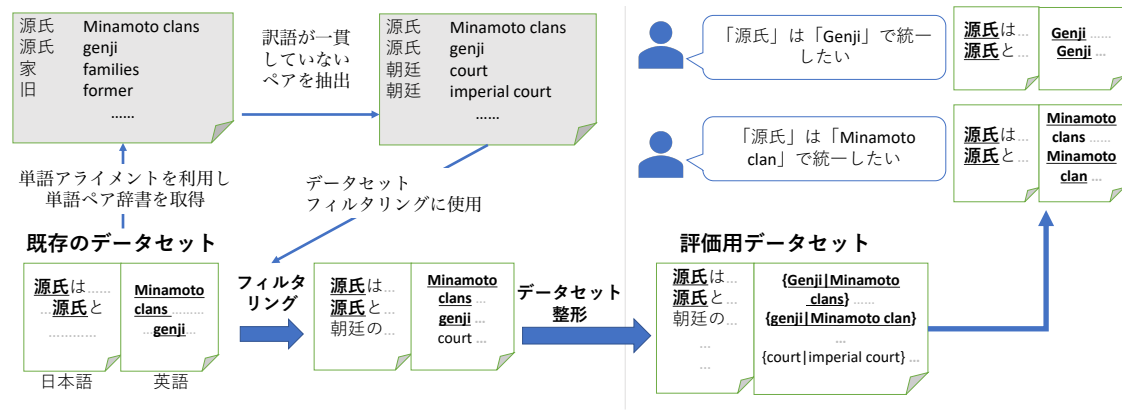 源氏 Minamoto clans
源氏 genji
家 families
旧 former
……
訳語が一貫
していない
ペアを抽出
源氏 Minamoto clans
源氏 genji
朝廷 court
朝廷 imperial court
……
単語アライメントを利用し
単語ペア辞書を取得
データセット
フィルタリングに使用
既存のデータセット
源氏は……
源氏と
…………
Minamoto
clans ………
…genji…
日本語
英語
フィルタ
リング
源氏は…
源氏と…
朝廷の…
Minamoto
clans …
genji …
court …
データセット
整形
評価用データセット
源氏は…
源氏と…
朝廷の…
…
…
{Genji|Minamoto
clans} ……
{genji|Minamoto clan}
…
{court|imperial court} …
「源氏」は「Genji」で統一
したい
源氏は…
源氏と…
Genji ……
Genji …
「源氏」は「Minamoto
clan」で統一したい
源氏は…
源氏と…
Minamoto
clans ……
Minamoto
clan …